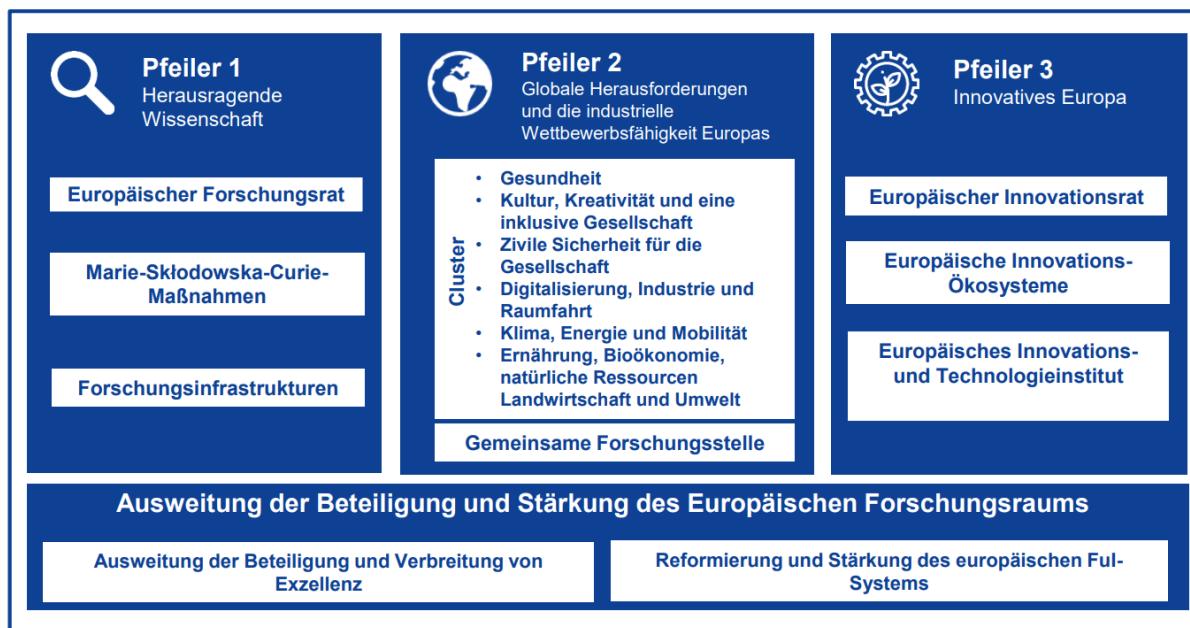 Pfeiler 1
Herausragende
Wissenschaft
Europäischer Forschungsrat
Marie-Skłodowska-Curie-
Maßnahmen
Forschungsinfrastrukturen
Pfeiler 2
Globale Herausforderungen
und die industrielle
Wettbewerbsfähigkeit Europas
Cluster
• Gesundheit
• Kultur, Kreativität und eine
inklusive Gesellschaft
• Zivile Sicherheit für die
Gesellschaft
• Digitalisierung, Industrie und
Raumfahrt
• Klima, Energie und Mobilität
• Ernährung, Bioökonomie,
natürliche Ressourcen
Landwirtschaft und Umwelt
Gemeinsame Forschungsstelle
Pfeiler 3
Innovatives Europa
Europäischer Innovationsrat
Europäische Innovations-
Ökosysteme
Europäisches Innovations-
und Technologieinstitut
Ausweitung der Beteiligung und Stärkung des Europäischen Forschungsraums
Ausweitung der Beteiligung und Verbreitung von
Exzellenz
Reformierung und Stärkung des europäischen FuI-
Systems